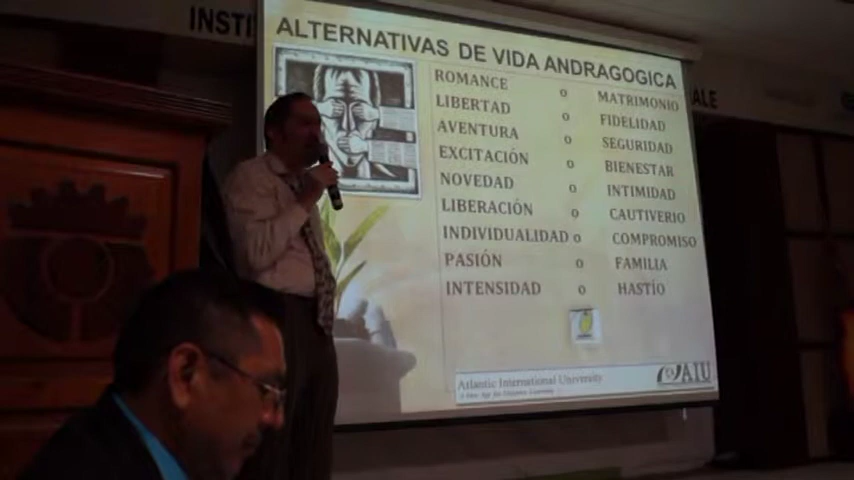 INSTI
ALE
ALTERNATIVAS DE VIDA ANDRAGOGICA
ROMANCE o MATRIMONIO
LIBERTAD o FIDELIDAD
AVENTURA o SEGURIDAD
EXCITACIÓN o BIENESTAR
NOVEDAD o INTIMIDAD
LIBERACIÓN o CAUTIVERIO
INDIVIDUALIDAD o COMPROMISO
PASIÓN o FAMILIA
INTENSIDAD o HASTÍO
Atlantic International University
AIU